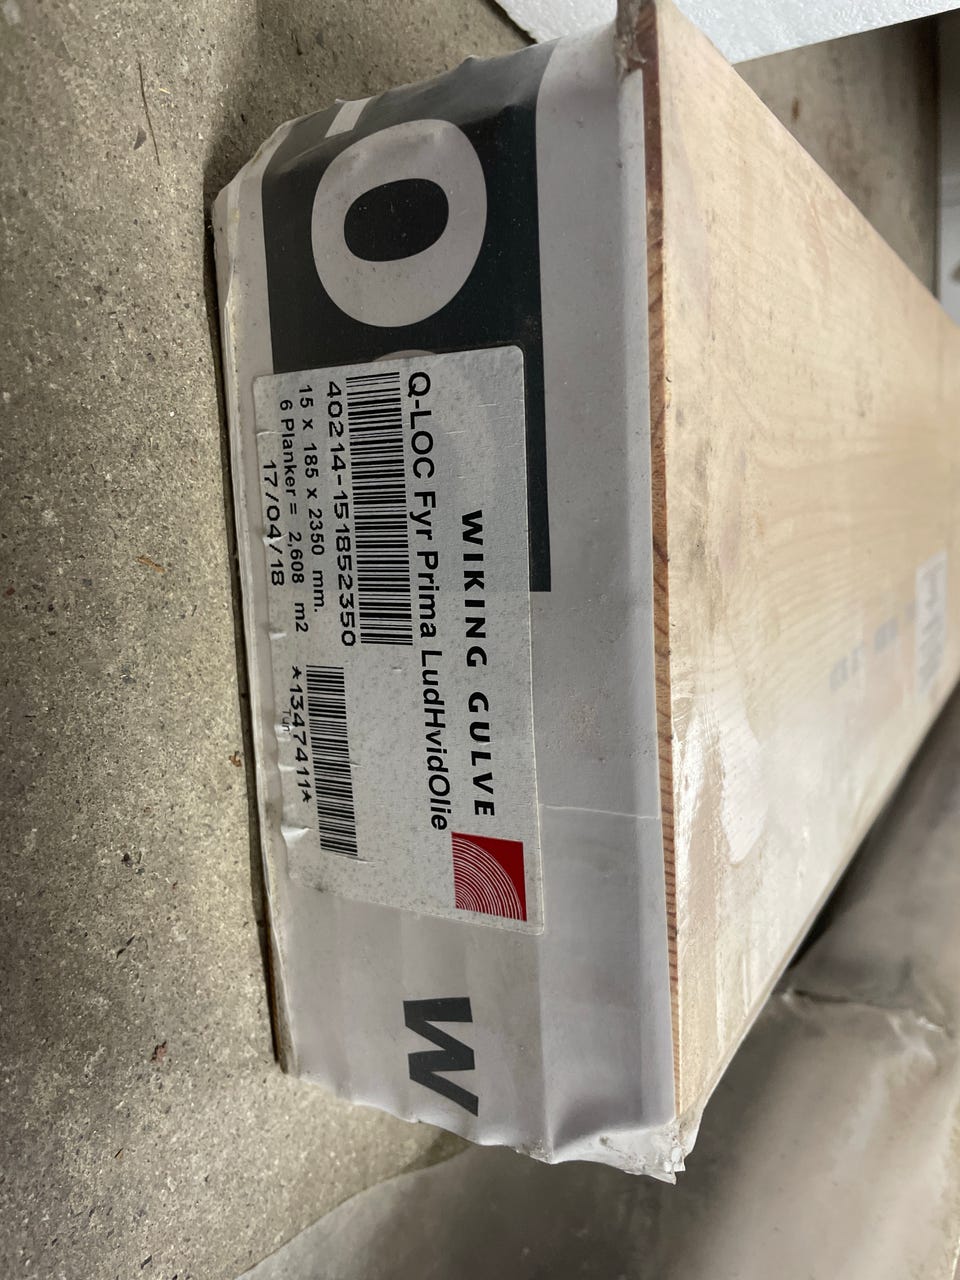 O
WIKING GULVE
Q-LOC Fyr Prima LudHvidOlie
40214-151852350
15 x 185 x 2350 mm.
6 Planker = 2,608 m2
17/04/18
*1347411*
Tun
W